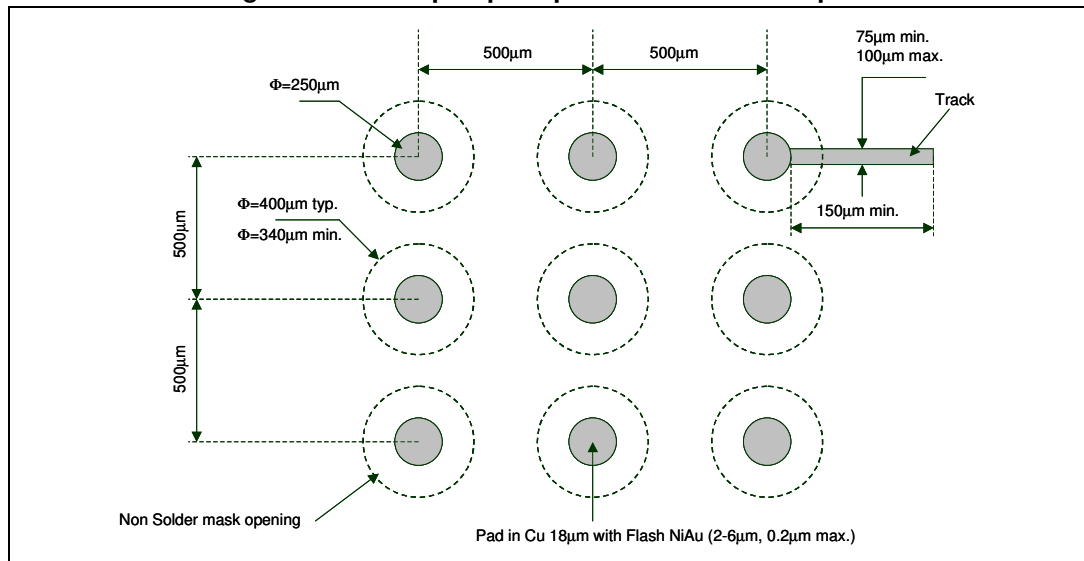 500µm
500µm
75µm min.
100µm max.
Φ=250µm
Track
Φ=400µm typ.
Φ=340µm min.
150µm min.
500µm
500µm
Non Solder mask opening
Pad in Cu 18µm with Flash NiAu (2-6µm, 0.2µm max.)